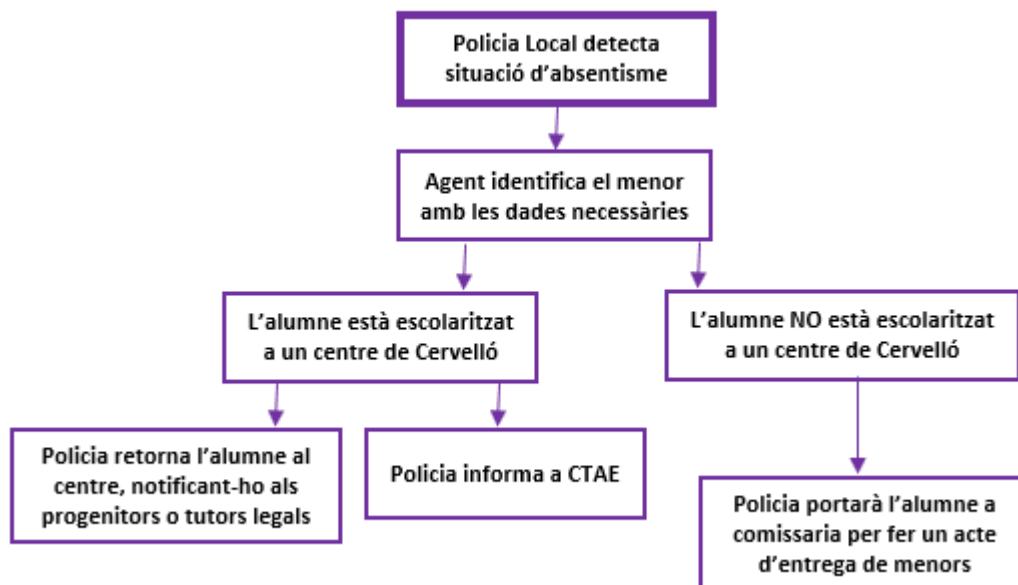 Policia Local detecta
situació d’absentisme
Agent identifica el menor
amb les dades necessàries
L’alumne està escolaritzat
a un centre de Cervelló
L’alumne NO està escolaritzat
a un centre de Cervelló
Policia retorna l’alumne al
centre, notificant-ho als
progenitors o tutors legals
Policia informa a CTAE
Policia portarà l’alumne a
comissaria per fer un acte
d’entrega de menors